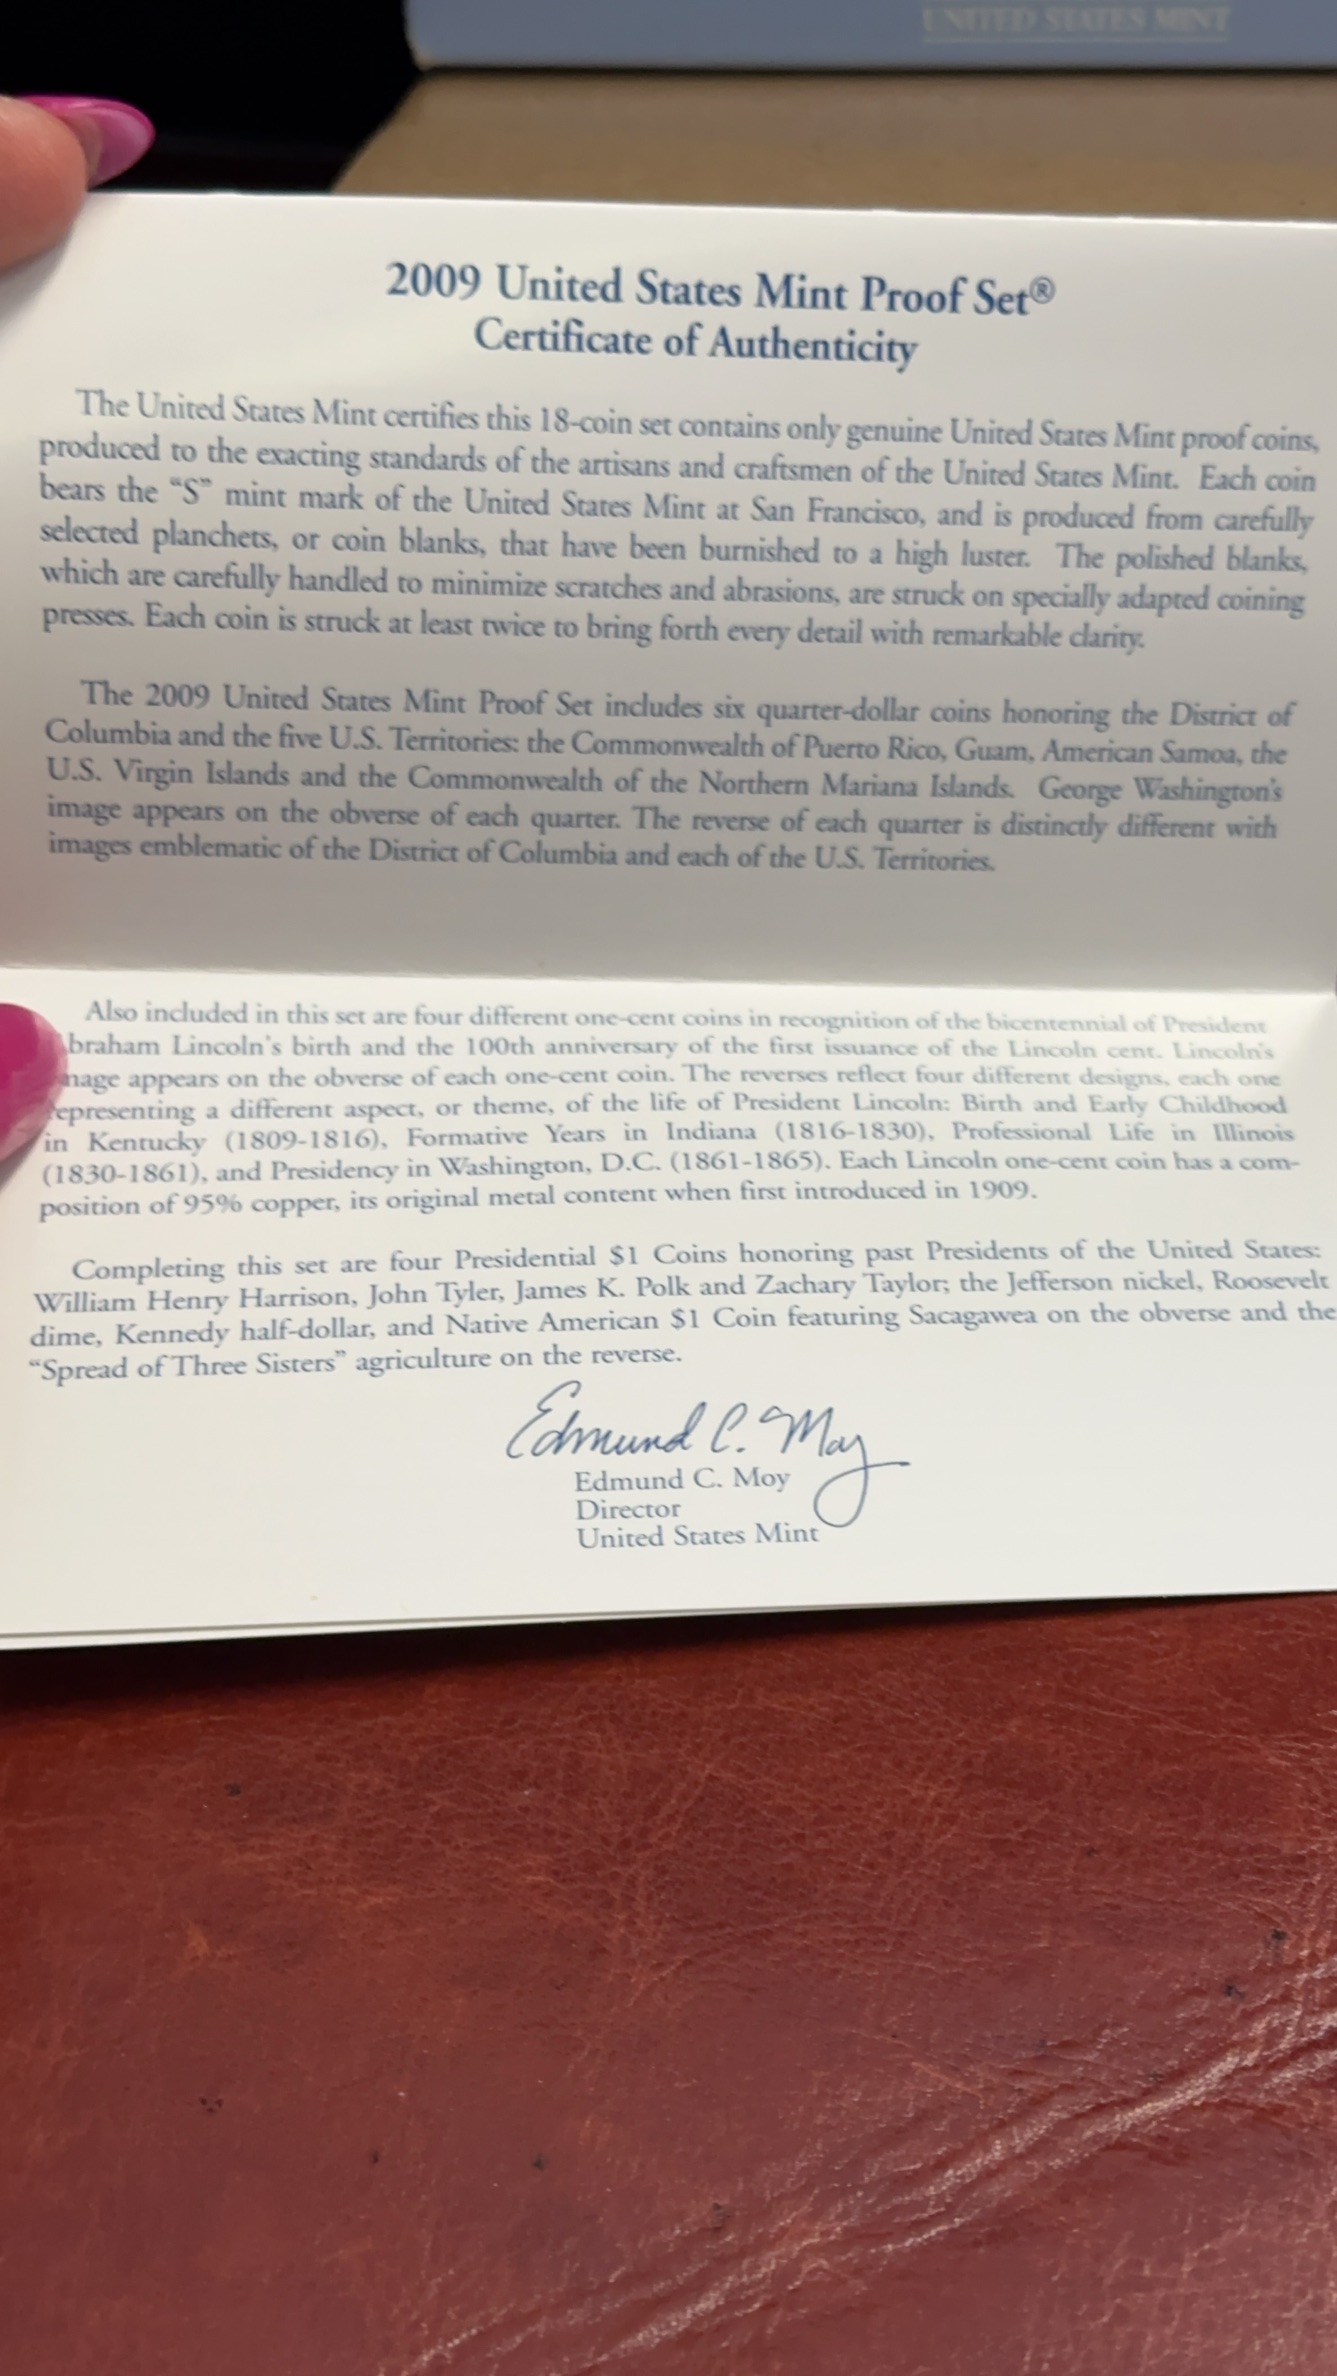 UNITED STATES MINT
2009 United States Mint Proof Set®
Certificate of Authenticity
The United States Mint certifies this 18-coin set contains only genuine United States Mint proof coins,
produced to the exacting standards of the artisans and craftsmen of the United States Mint. Each coin
bears the “S” mint mark of the United States Mint at San Francisco, and is produced from carefully
selected planchets, or coin blanks, that have been burnished to a high luster. The polished blanks,
which are carefully handled to minimize scratches and abrasions, are struck on specially adapted coining
presses. Each coin is struck at least twice to bring forth every detail with remarkable clarity.
The 2009 United States Mint Proof Set includes six quarter-dollar coins honoring the District of
Columbia and the five U.S. Territories: the Commonwealth of Puerto Rico, Guam, American Samoa, the
U.S. Virgin Islands and the Commonwealth of the Northern Mariana Islands. George Washington's
image appears on the obverse of each quarter. The reverse of each quarter is distinctly different with
images emblematic of the District of Columbia and each of the U.S. Territories.
Also included in this set are four different one-cent coins in recognition of the bicentennial of President
braham Lincoln's birth and the 100th anniversary of the first issuance of the Lincoln cent. Lincoln's
mage appears on the obverse of each one-cent coin. The reverses reflect four different designs, each one
representing a different aspect, or theme, of the life of President Lincoln: Birth and Early Childhood
in Kentucky (1809-1816), Formative Years in Indiana (1816-1830), Professional Life in Illinois
(1830-1861), and Presidency in Washington, D.C. (1861-1865). Each Lincoln one-cent coin has a com-
position of 95% copper, its original metal content when first introduced in 1909.
Completing this set are four Presidential $1 Coins honoring past Presidents of the United States:
William Henry Harrison, John Tyler, James K. Polk and Zachary Taylor; the Jefferson nickel, Roosevelt
dime, Kennedy half-dollar, and Native American $1 Coin featuring Sacagawea on the obverse and the
“Spread of Three Sisters” agriculture on the reverse.
Edmund C. Moy
Edmund C. Moy
Director
United States Mint